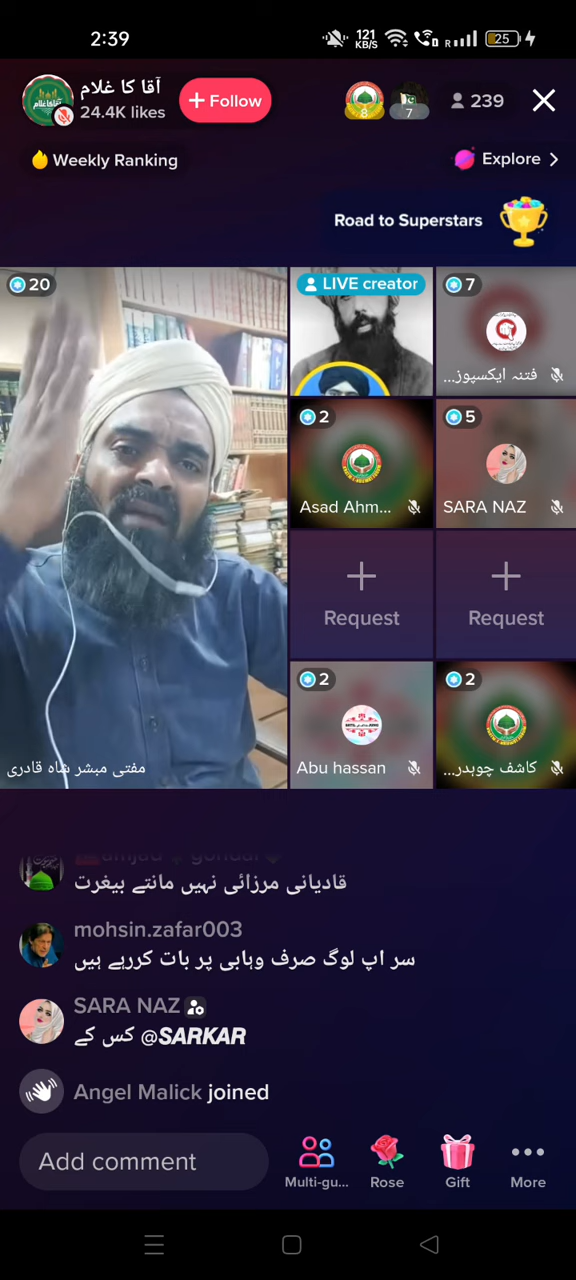 2:39
121
KB/S
R
25
آقا کا غلام
24.4K likes
+ Follow
8
7
239
Weekly Ranking
Explore >
Road to Superstars
20
LIVE creator
7
فتنہ ایکسپوز...
2
Asad Ahm...
5
SARA NAZ
Request
Request
مفتی مبشر شاہ قادری
2
Abu hassan
2
کاشف چوہدر...
قادیانی مرزائی نہیں مانتے بیغرت
mohsin.zafar003
سر اپ لوگ صرف وہابی پر بات کررہے ہیں
SARA NAZ
@SARKAR کس کے
Angel Malick joined
Add comment
Multi-gu...
Rose
Gift
More